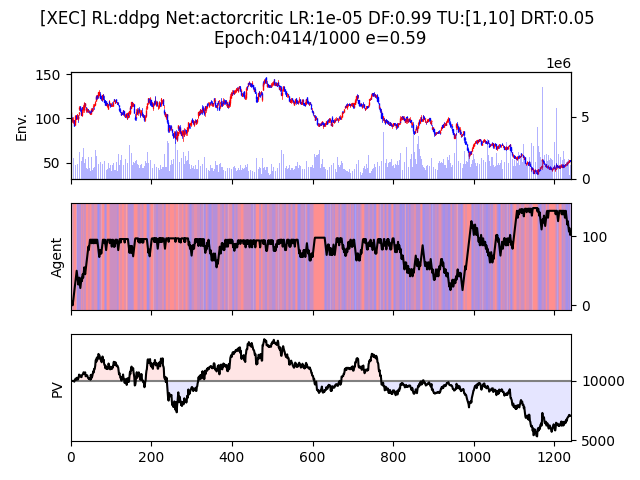 [XEC] RL:ddpg Net:actorcritic LR:1e-05 DF:0.99 TU:[1,10] DRT:0.05
Epoch:0414/1000 e=0.59
1e6
150
100
50
Env.
5
0
Agent
100
0
PV
10000
5000
0 200 400 600 800 1000 1200